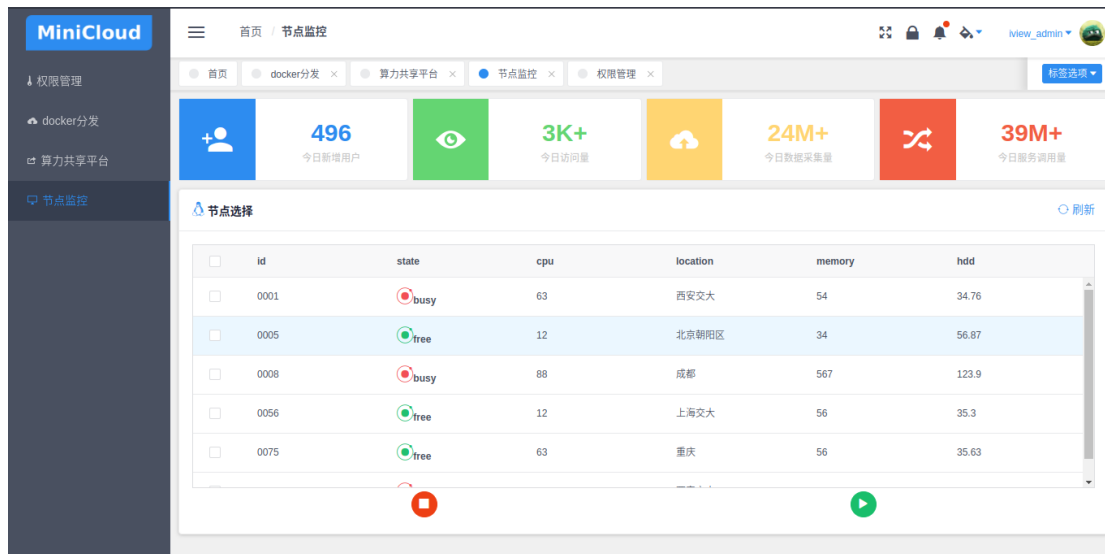 MiniCloud
首页 / 节点监控
iview_admin
权限管理
docker分发
算力共享平台
节点监控
首页 docker分发 × 算力共享平台 × 节点监控 × 权限管理 ×
标签选项
496
今日新增用户
3K+
今日访问量
24M+
今日数据采集量
39M+
今日服务调用量
节点选择
刷新
id state cpu location memory hdd
0001 busy 63 西安交大 54 34.76
0005 free 12 北京朝阳区 34 56.87
0008 busy 88 成都 567 123.9
0056 free 12 上海交大 56 35.3
0075 free 63 重庆 56 35.63